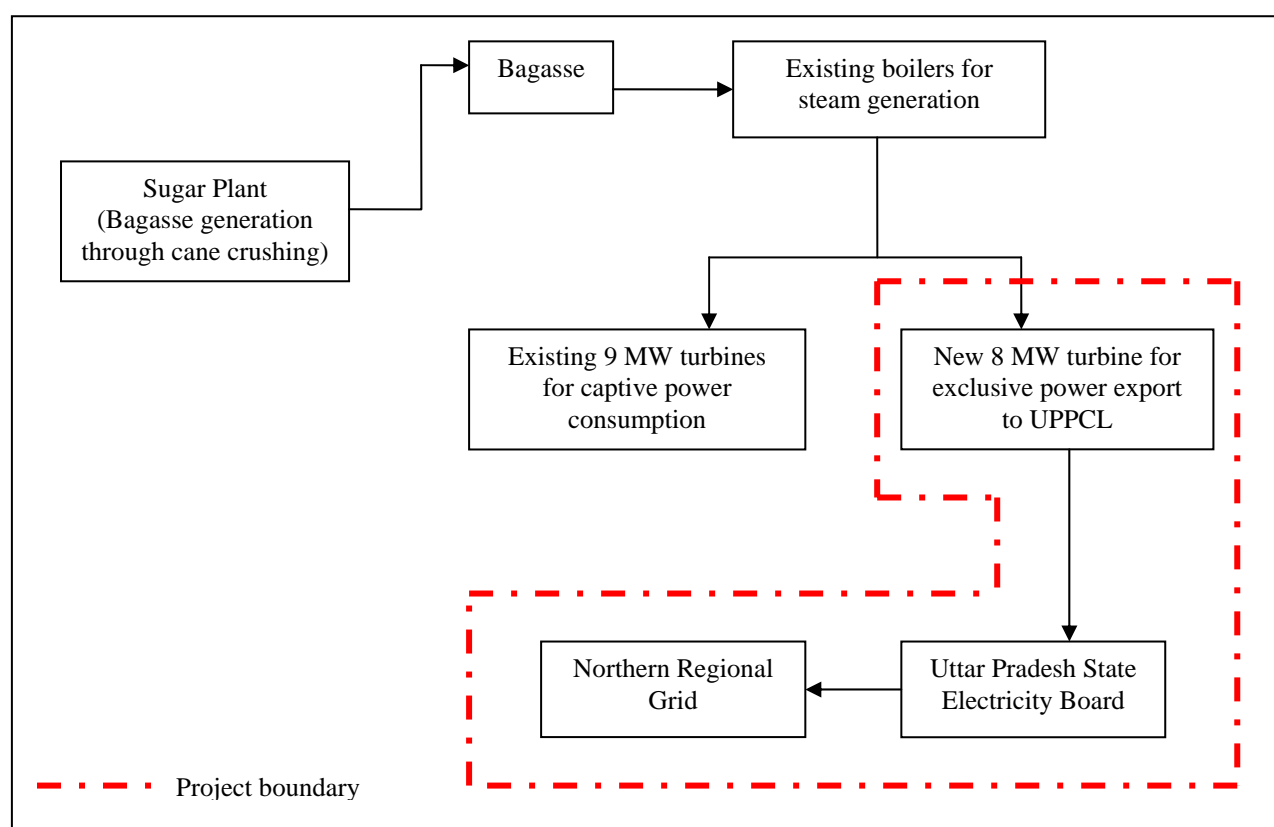 Bagasse
Existing boilers for
steam generation
Sugar Plant
(Bagasse generation
through cane crushing)
Existing 9 MW turbines
for captive power
consumption
New 8 MW turbine for
exclusive power export
to UPPCL
Northern Regional
Grid
Uttar Pradesh State
Electricity Board
Project boundary